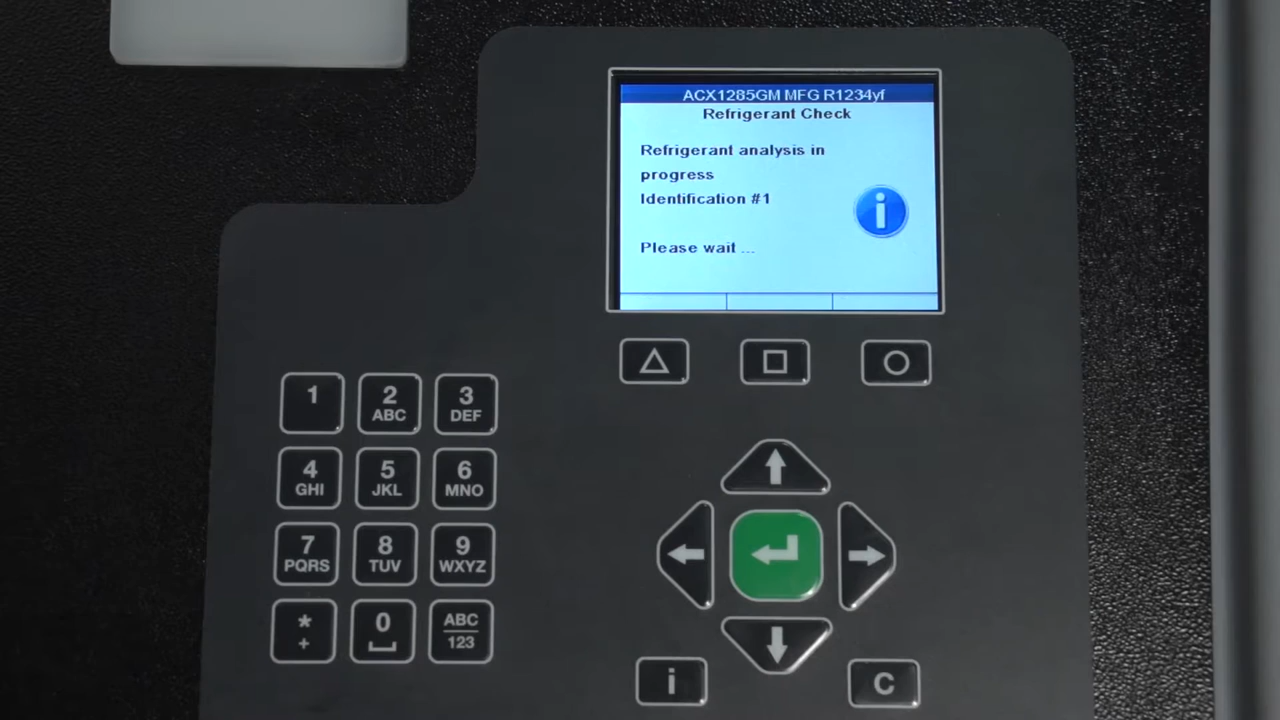 ACX1285GM MFG R1234yf
Refrigerant Check
Refrigerant analysis in
progress
Identification #1
i
Please wait ...
1
2
3
ABC
DEF
4
5
6
GHI
JKL
MNO
7
8
9
PQRS
TUV
WXYZ
*
0
ABC
+
123
i
C